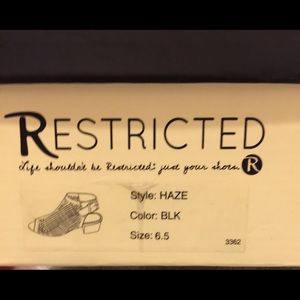 RESTRICTED
Life shouldn't be Restricted; just your shoes. R
Style: HAZE
Color: BLK
Size: 6.5
3362